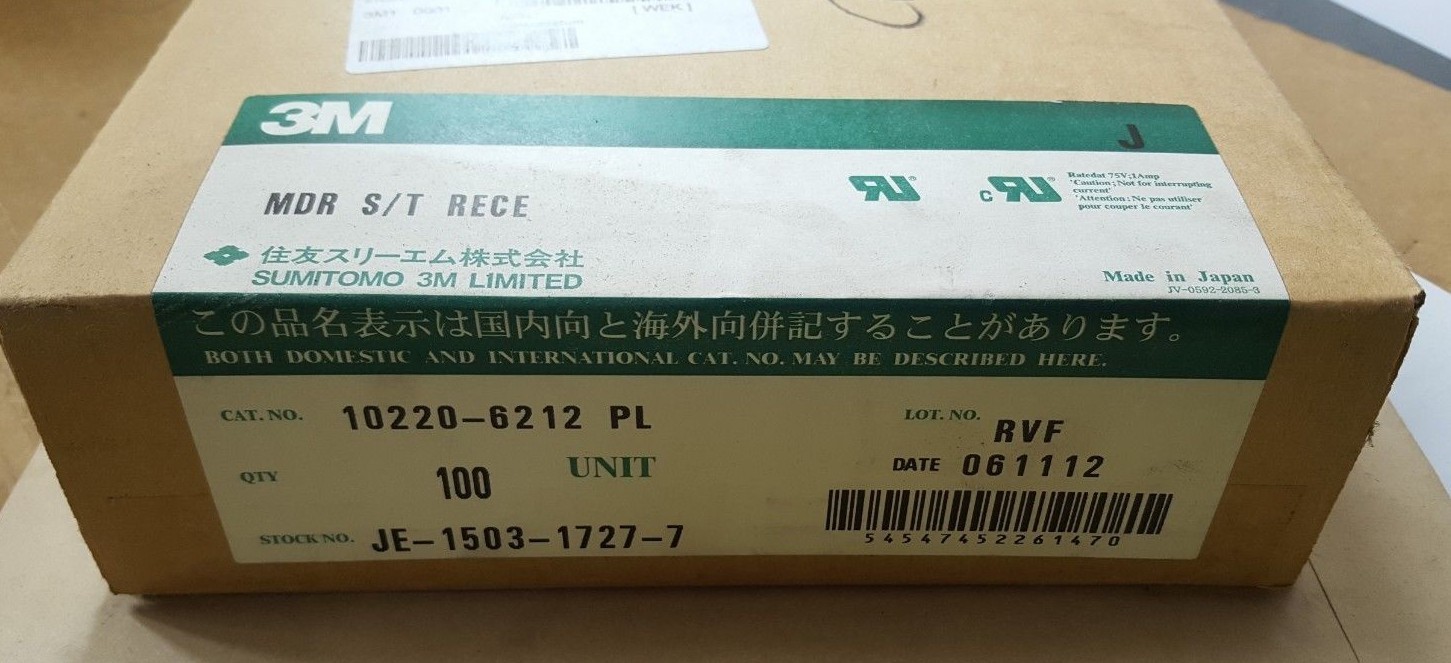 [WEK]
3M
J
MDR S/T RECE
Ratedat 75V;1Amp
'Caution;Not for interrupting
current'
'Attention:Ne pas utiliser
pour couper le courant'
住友スリーエム株式会社
SUMITOMO 3M LIMITED
Made in Japan
JV-0592-2085-3
この品名表示は国内向と海外向併記することがあります。
BOTH DOMESTIC AND INTERNATIONAL CAT. NO. MAY BE DESCRIBED HERE.
CAT. NO. 10220-6212 PL
LOT. NO. RVF
QTY 100 UNIT
DATE 061112
STOCK NO. JE-1503-1727-7
54547452261470